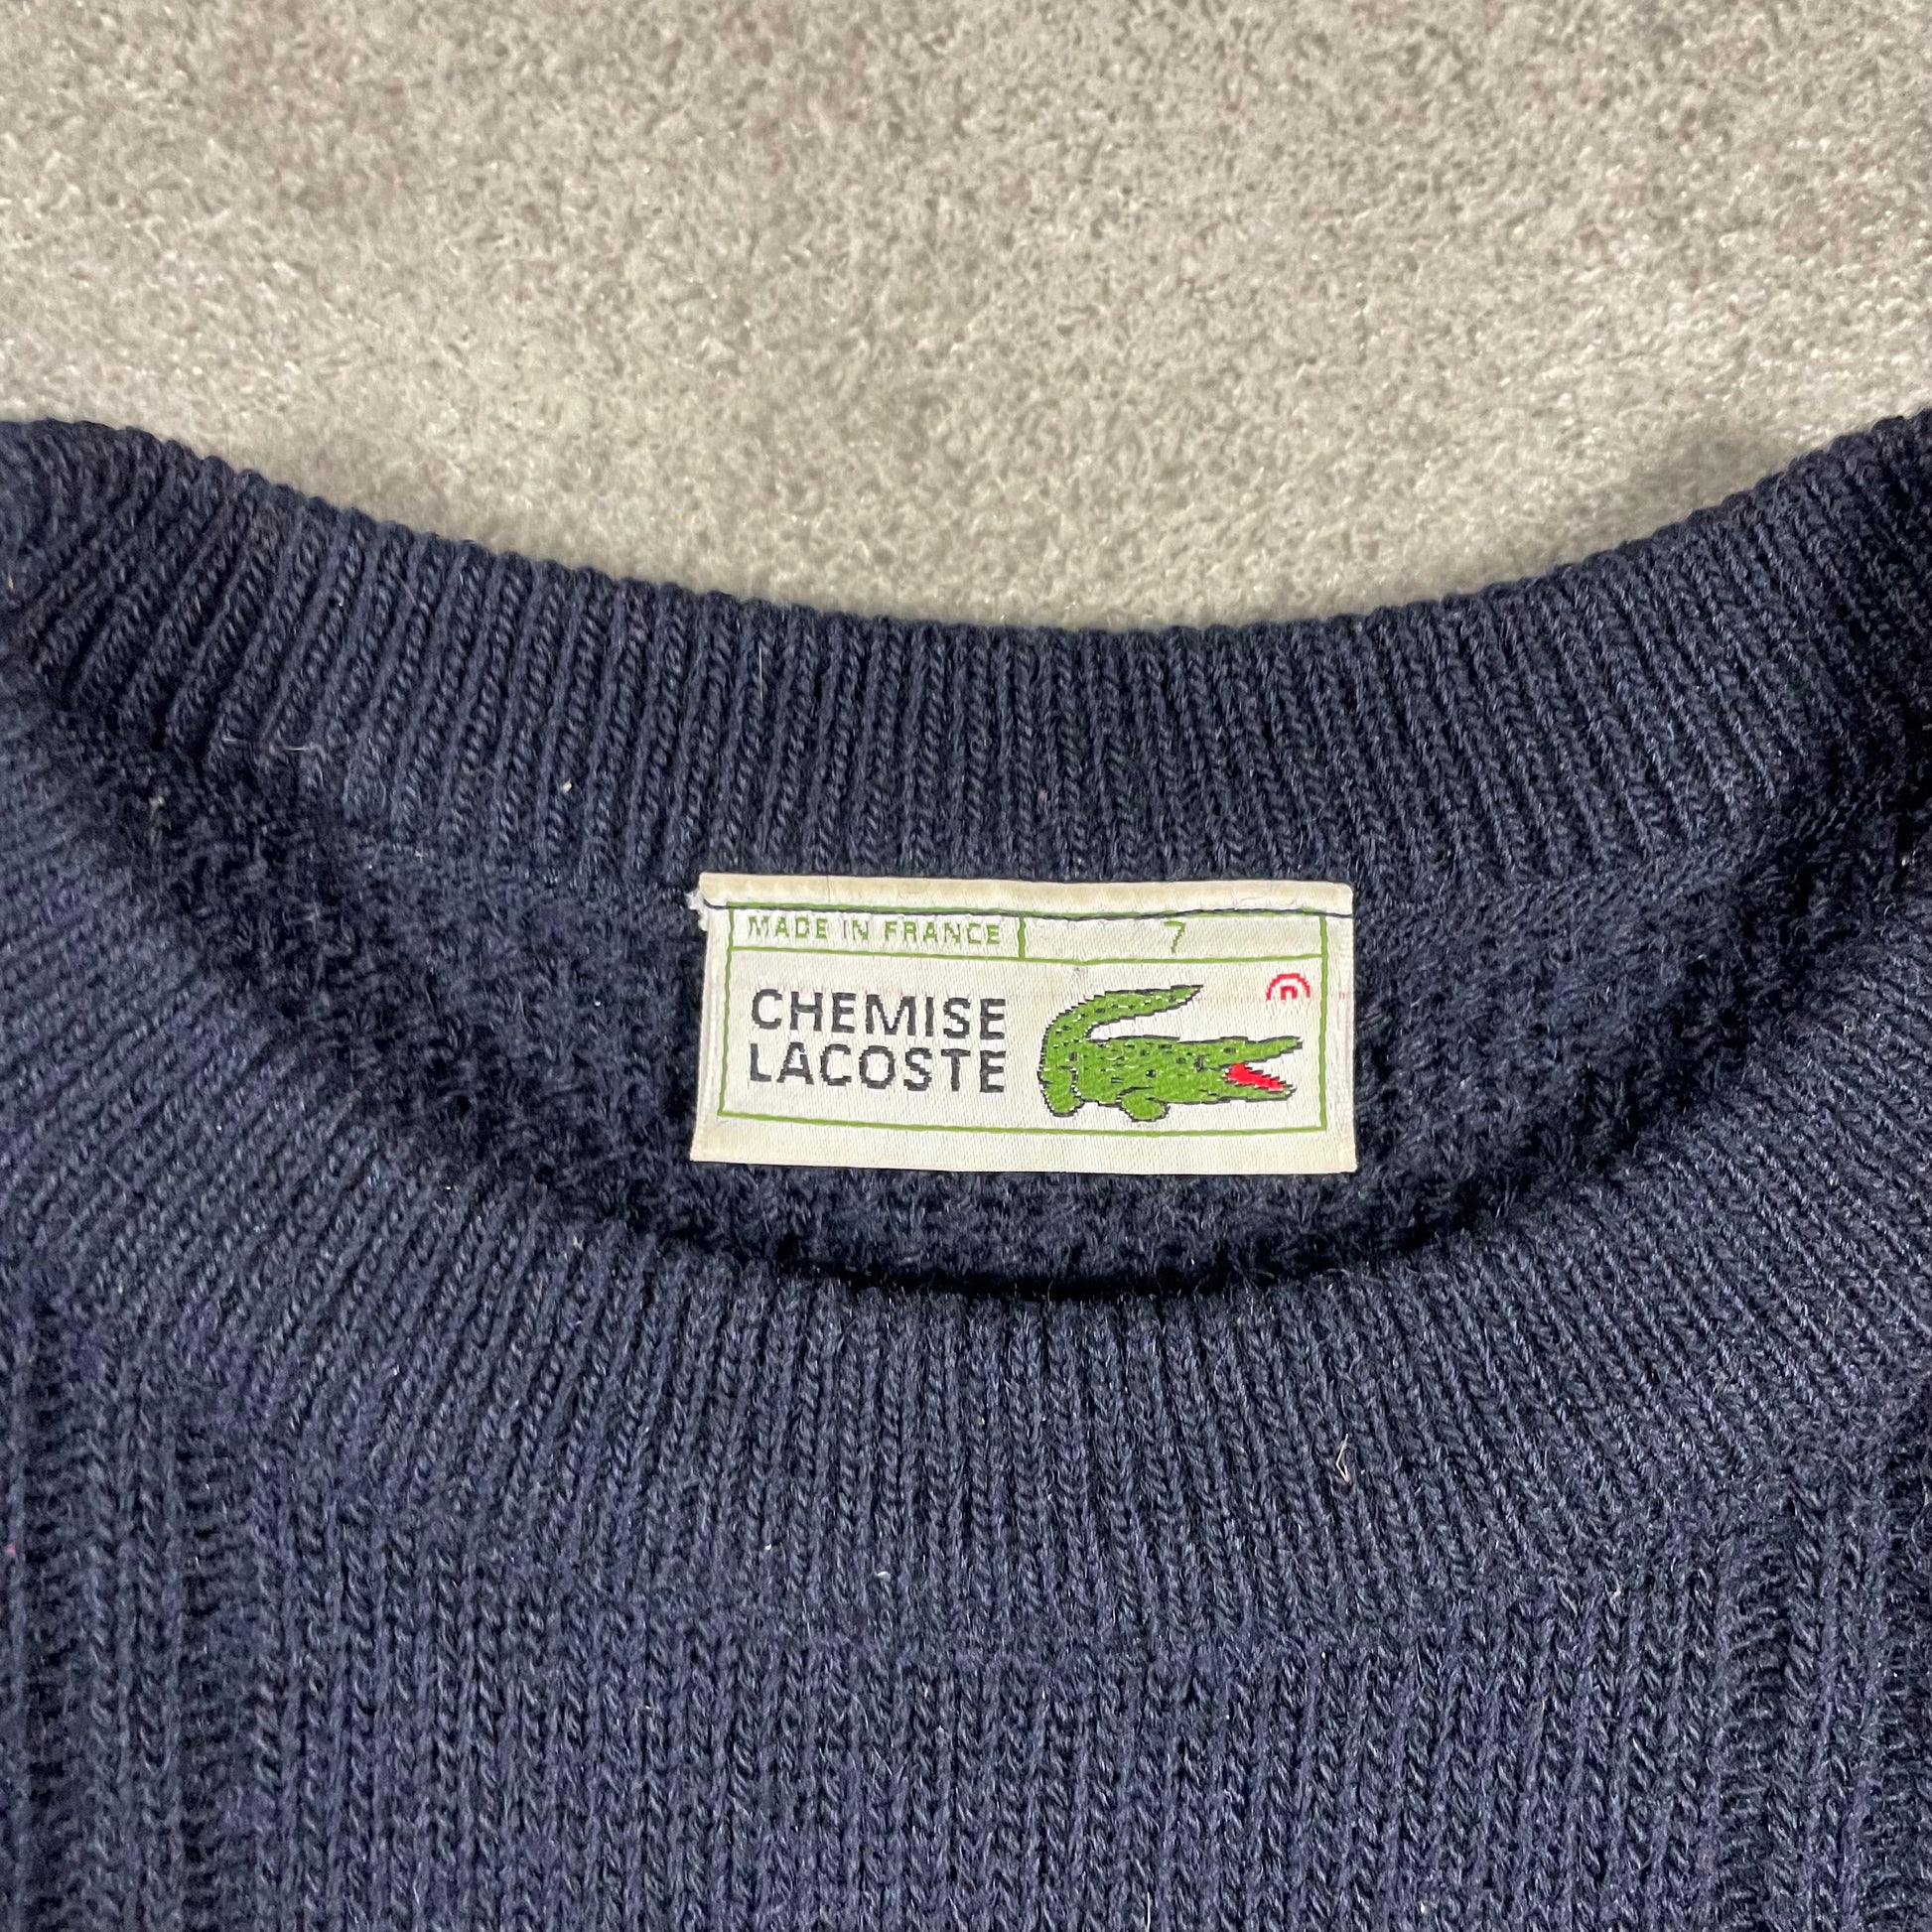 MADE IN FRANCE 7
CHEMISE
LACOSTE
®